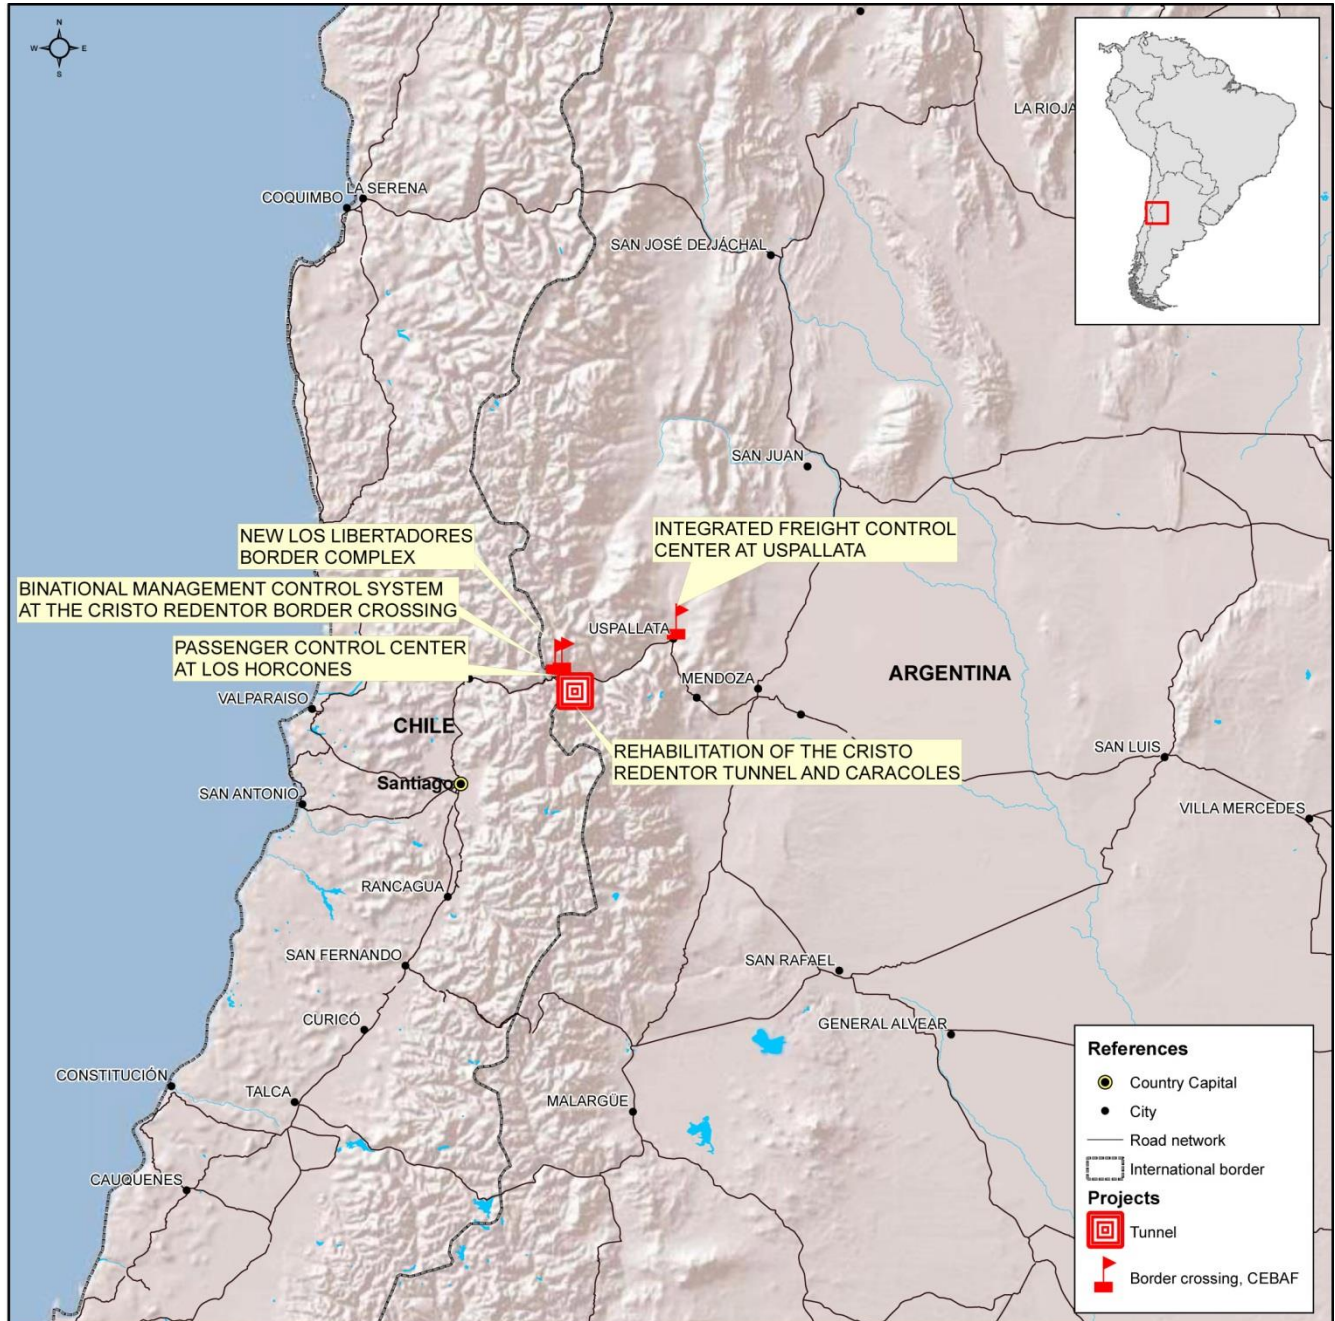 N
W E
S
LA RIOJA
LA SERENA
COQUIMBO
SAN JOSÉ DE JÁCHAL
SAN JUAN
NEW LOS LIBERTADORES
BORDER COMPLEX
INTEGRATED FREIGHT CONTROL
CENTER AT USPALLATA
BINATIONAL MANAGEMENT CONTROL SYSTEM
AT THE CRISTO REDENTOR BORDER CROSSING
USPALLATA
PASSENGER CONTROL CENTER
AT LOS HORCONES
MENDOZA
ARGENTINA
VALPARAISO
CHILE
REHABILITATION OF THE CRISTO
REDENTOR TUNNEL AND CARACOLES
SAN LUIS
Santiago
SAN ANTONIO
VILLA MERCEDES
RANCAGUA
SAN FERNANDO
SAN RAFAEL
CURICÓ
GENERAL ALVEAR
CONSTITUCIÓN
TALCA
MALARGÜE
CAUQUENES
References
Country Capital
City
Road network
International border
Projects
Tunnel
Border crossing, CEBAF